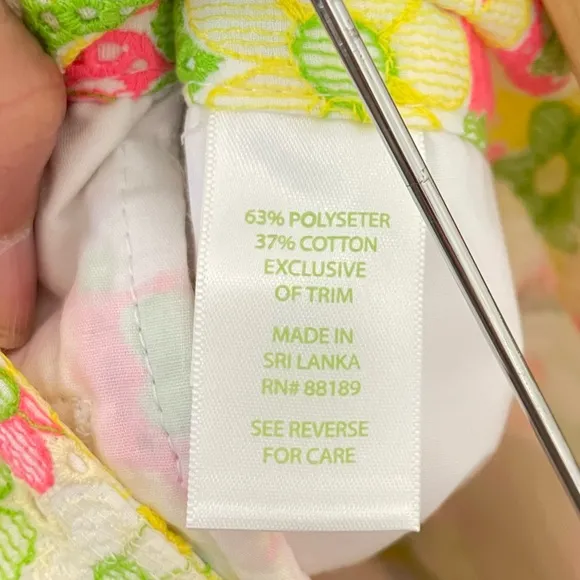 63% POLYSETER
37% COTTON
EXCLUSIVE
OF TRIM
MADE IN
SRI LANKA
RN# 88189
SEE REVERSE
FOR CARE